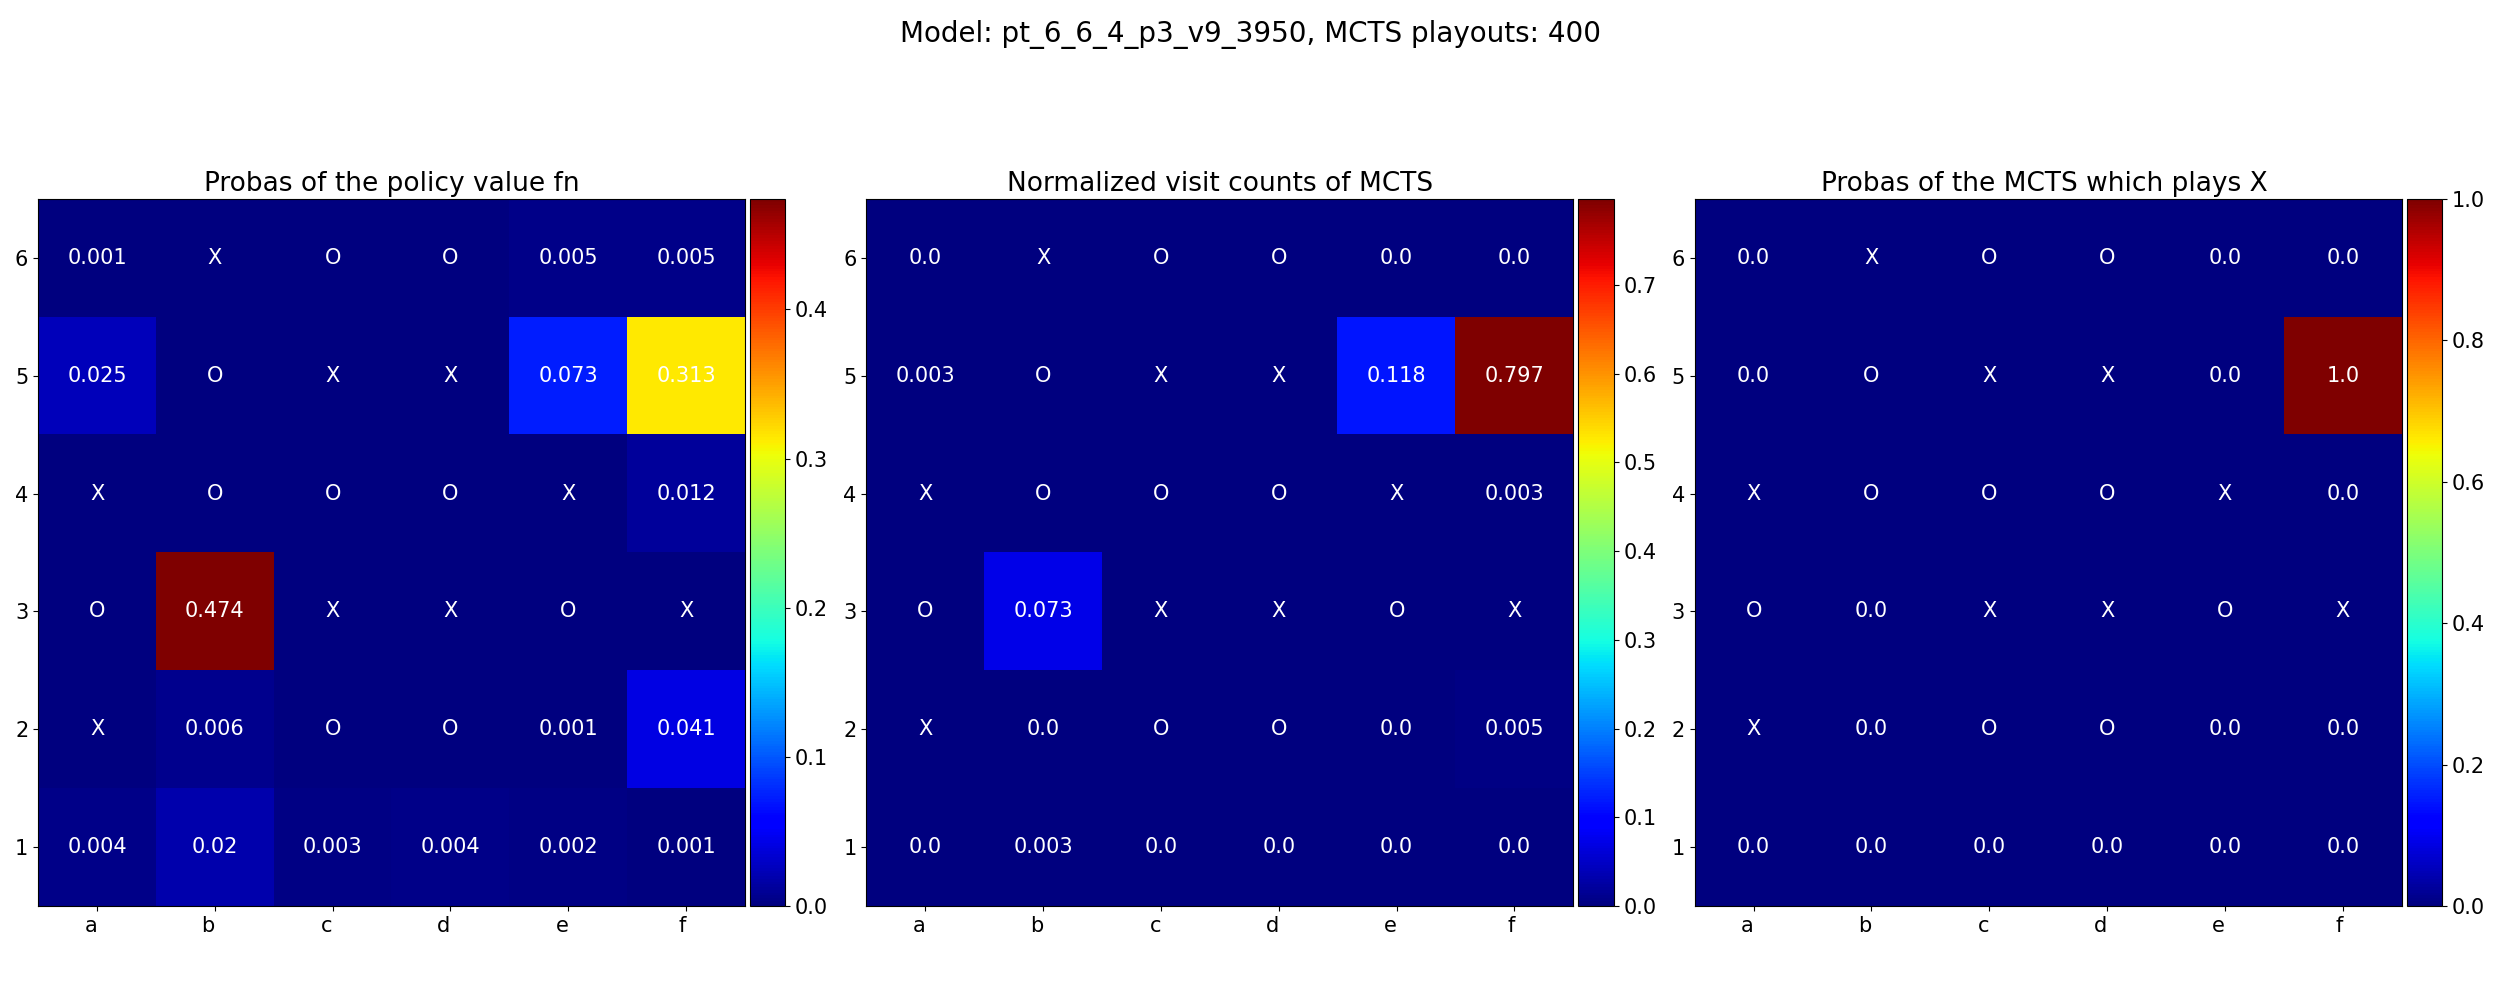 Model: pt_6_6_4_p3_v9_3950, MCTS playouts: 400
Probas of the policy value fn
6 0.001 X O O 0.005 0.005
5 0.025 O X X 0.073 0.313
4 X O O O X 0.012
3 O 0.474 X X O X
2 X 0.006 O O 0.001 0.041
1 0.004 0.02 0.003 0.004 0.002 0.001
a b c d e f
0.4
0.3
0.2
0.1
0.0
Normalized visit counts of MCTS
6 0.0 X O O 0.0 0.0
5 0.003 O X X 0.118 0.797
4 X O O O X 0.003
3 O 0.073 X X O X
2 X 0.0 O O 0.0 0.005
1 0.0 0.003 0.0 0.0 0.0 0.0
a b c d e f
0.7
0.6
0.5
0.4
0.3
0.2
0.1
0.0
Probas of the MCTS which plays X
6 0.0 X O O 0.0 0.0
5 0.0 O X X 0.0 1.0
4 X O O O X 0.0
3 O 0.0 X X O X
2 X 0.0 O O 0.0 0.0
1 0.0 0.0 0.0 0.0 0.0 0.0
a b c d e f
1.0
0.8
0.6
0.4
0.2
0.0